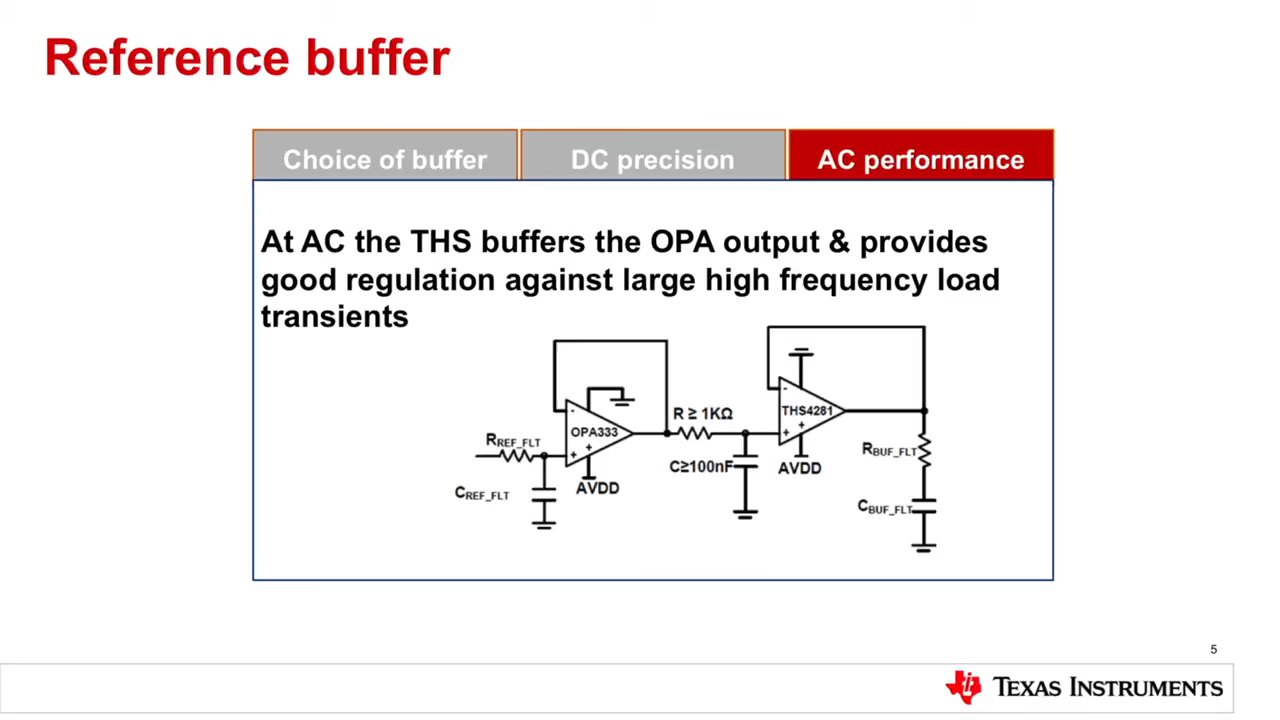 Reference buffer
Choice of buffer
DC precision
AC performance
At AC the THS buffers the OPA output & provides
good regulation against large high frequency load
transients
-
OPA333
+
+
AVDD
RREF_FLT
CREF_FLT
R ≥ 1KΩ
C≥100nF
-
THS4281
+
+
AVDD
RBUF_FLT
CBUF_FLT
5
TEXAS INSTRUMENTS